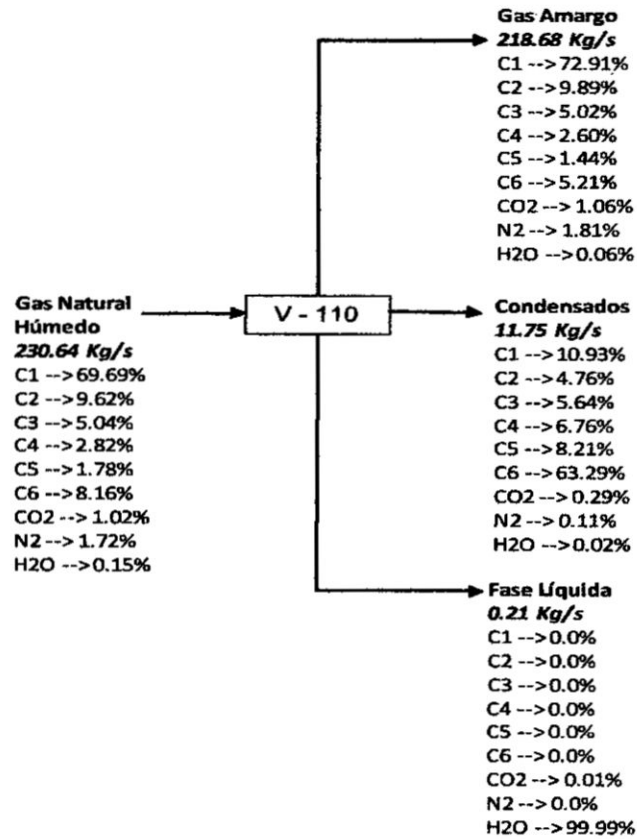 Gas Amargo
218.68 Kg/s
C1 -->72.91%
C2 -->9.89%
C3 -->5.02%
C4 -->2.60%
C5 -->1.44%
C6 -->5.21%
CO2 -->1.06%
N2 -->1.81%
H2O -->0.06%
Gas Natural
Húmedo
230.64 Kg/s
C1 -->69.69%
C2 -->9.62%
C3 -->5.04%
C4 -->2.82%
C5 -->1.78%
C6 -->8.16%
CO2 -->1.02%
N2 -->1.72%
H2O -->0.15%
V - 110
Condensados
11.75 Kg/s
C1 -->10.93%
C2 -->4.76%
C3 -->5.64%
C4 -->6.76%
C5 -->8.21%
C6 -->63.29%
CO2 -->0.29%
N2 -->0.11%
H2O -->0.02%
Fase Líquida
0.21 Kg/s
C1 -->0.0%
C2 -->0.0%
C3 -->0.0%
C4 -->0.0%
C5 -->0.0%
C6 -->0.0%
CO2 -->0.01%
N2 -->0.0%
H2O -->99.99%